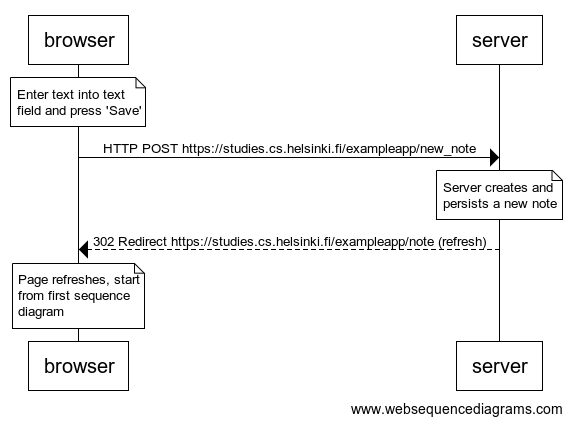 browser
server
Enter text into text
field and press 'Save'
HTTP POST https://studies.cs.helsinki.fi/exampleapp/new_note
Server creates and
persists a new note
302 Redirect https://studies.cs.helsinki.fi/exampleapp/note (refresh)
Page refreshes, start
from first sequence
diagram
browser
server
www.websequencediagrams.com